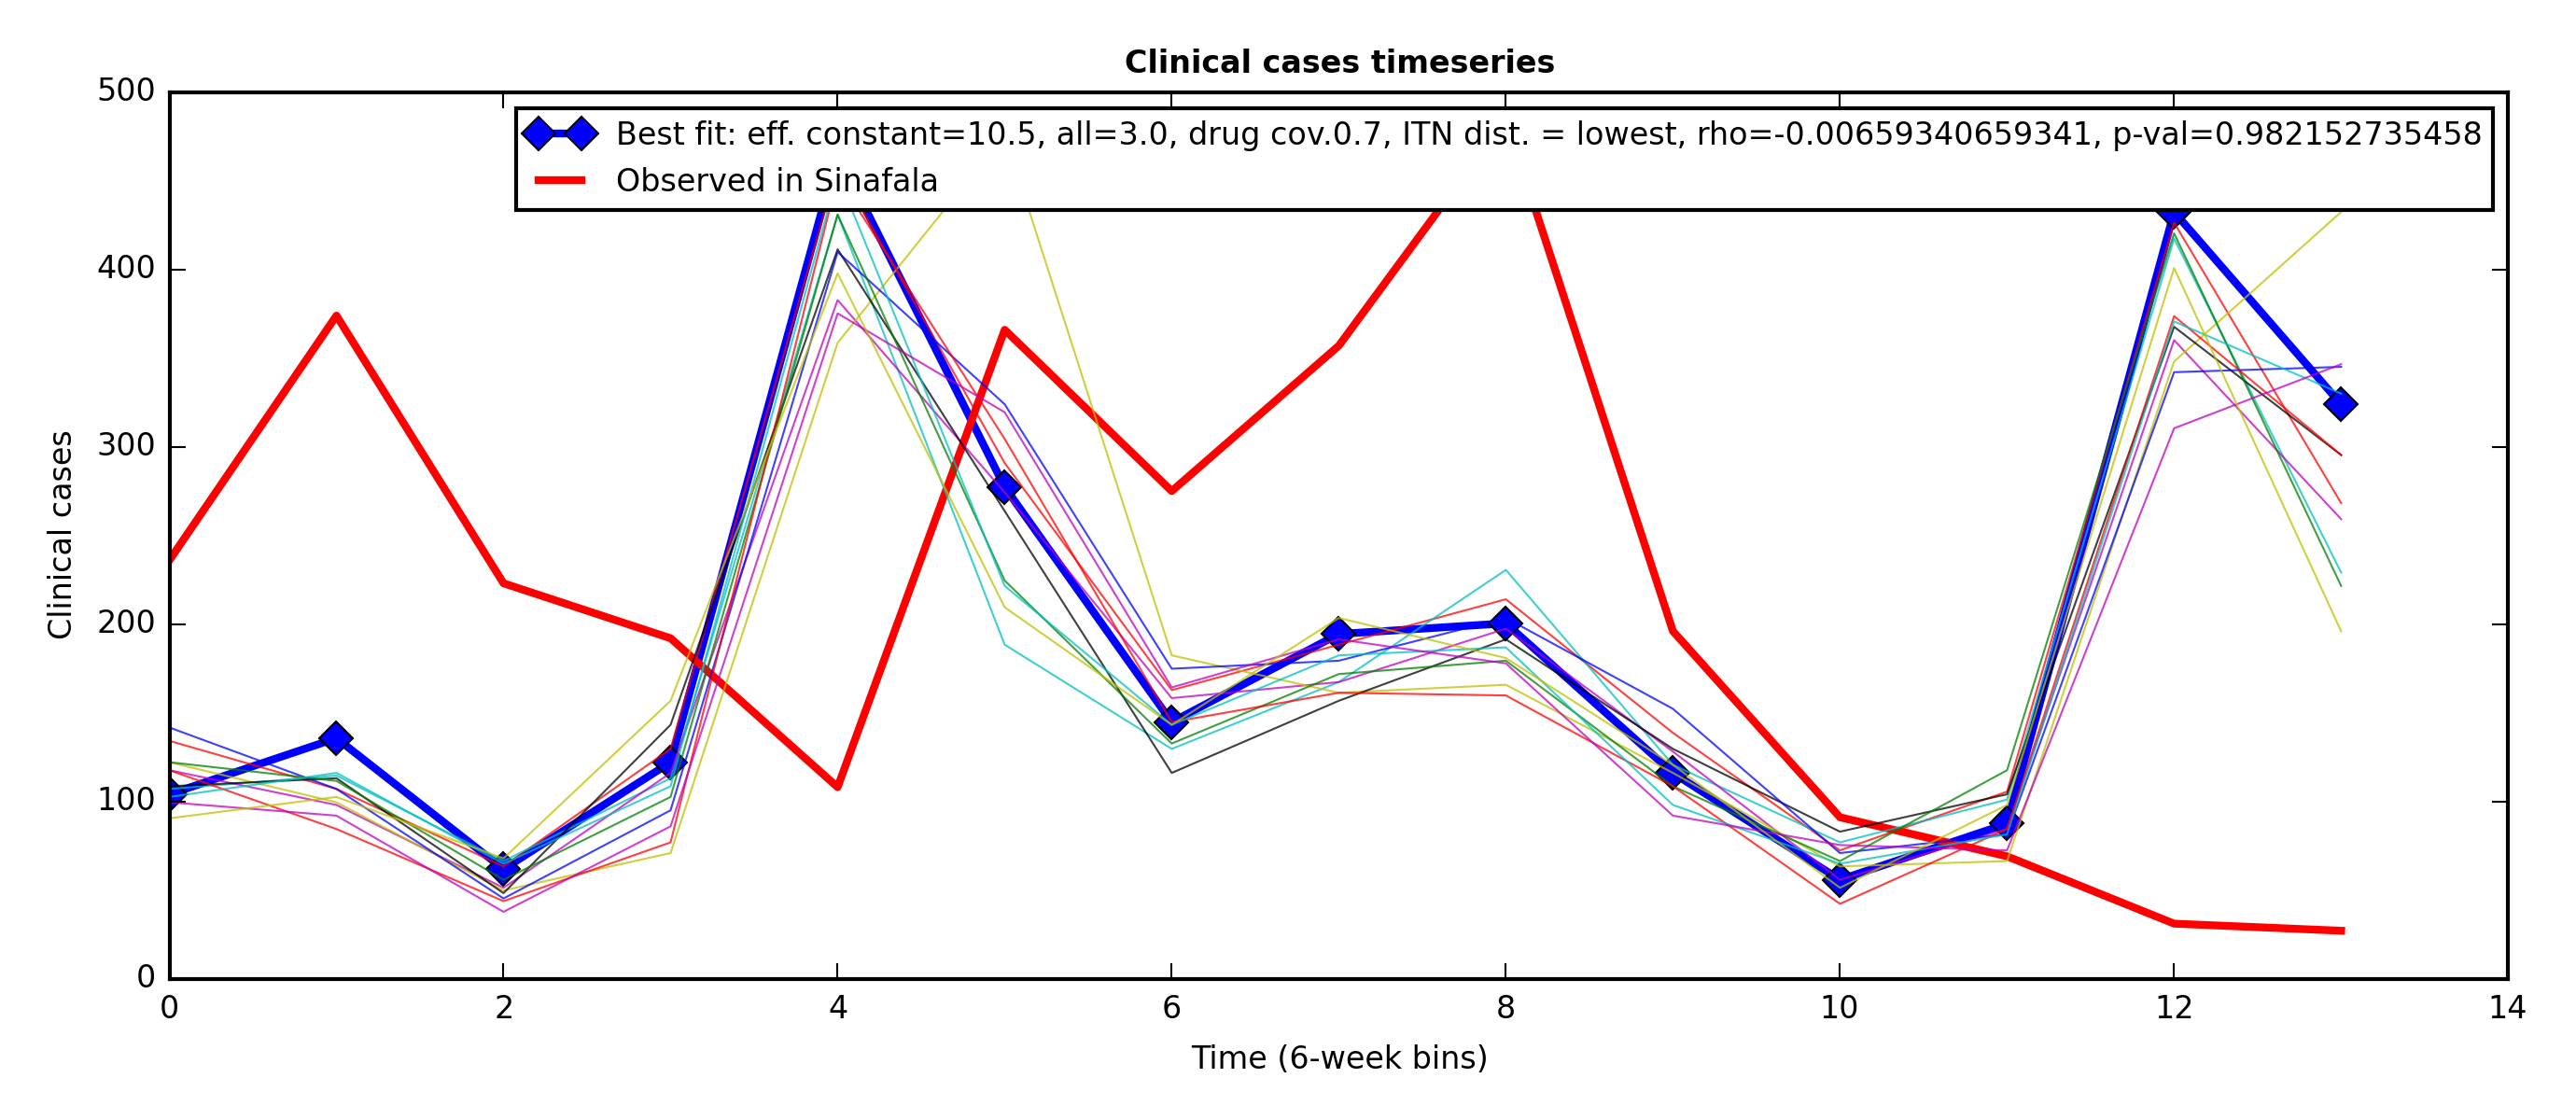 Clinical cases timeseries
Best fit: eff. constant=10.5, all=3.0, drug cov.0.7, ITN dist. = lowest, rho=-0.00659340659341, p-val=0.982152735458
Observed in Sinafala
500
400
300
200
100
0
Clinical cases
0 2 4 6 8 10 12 14
Time (6-week bins)